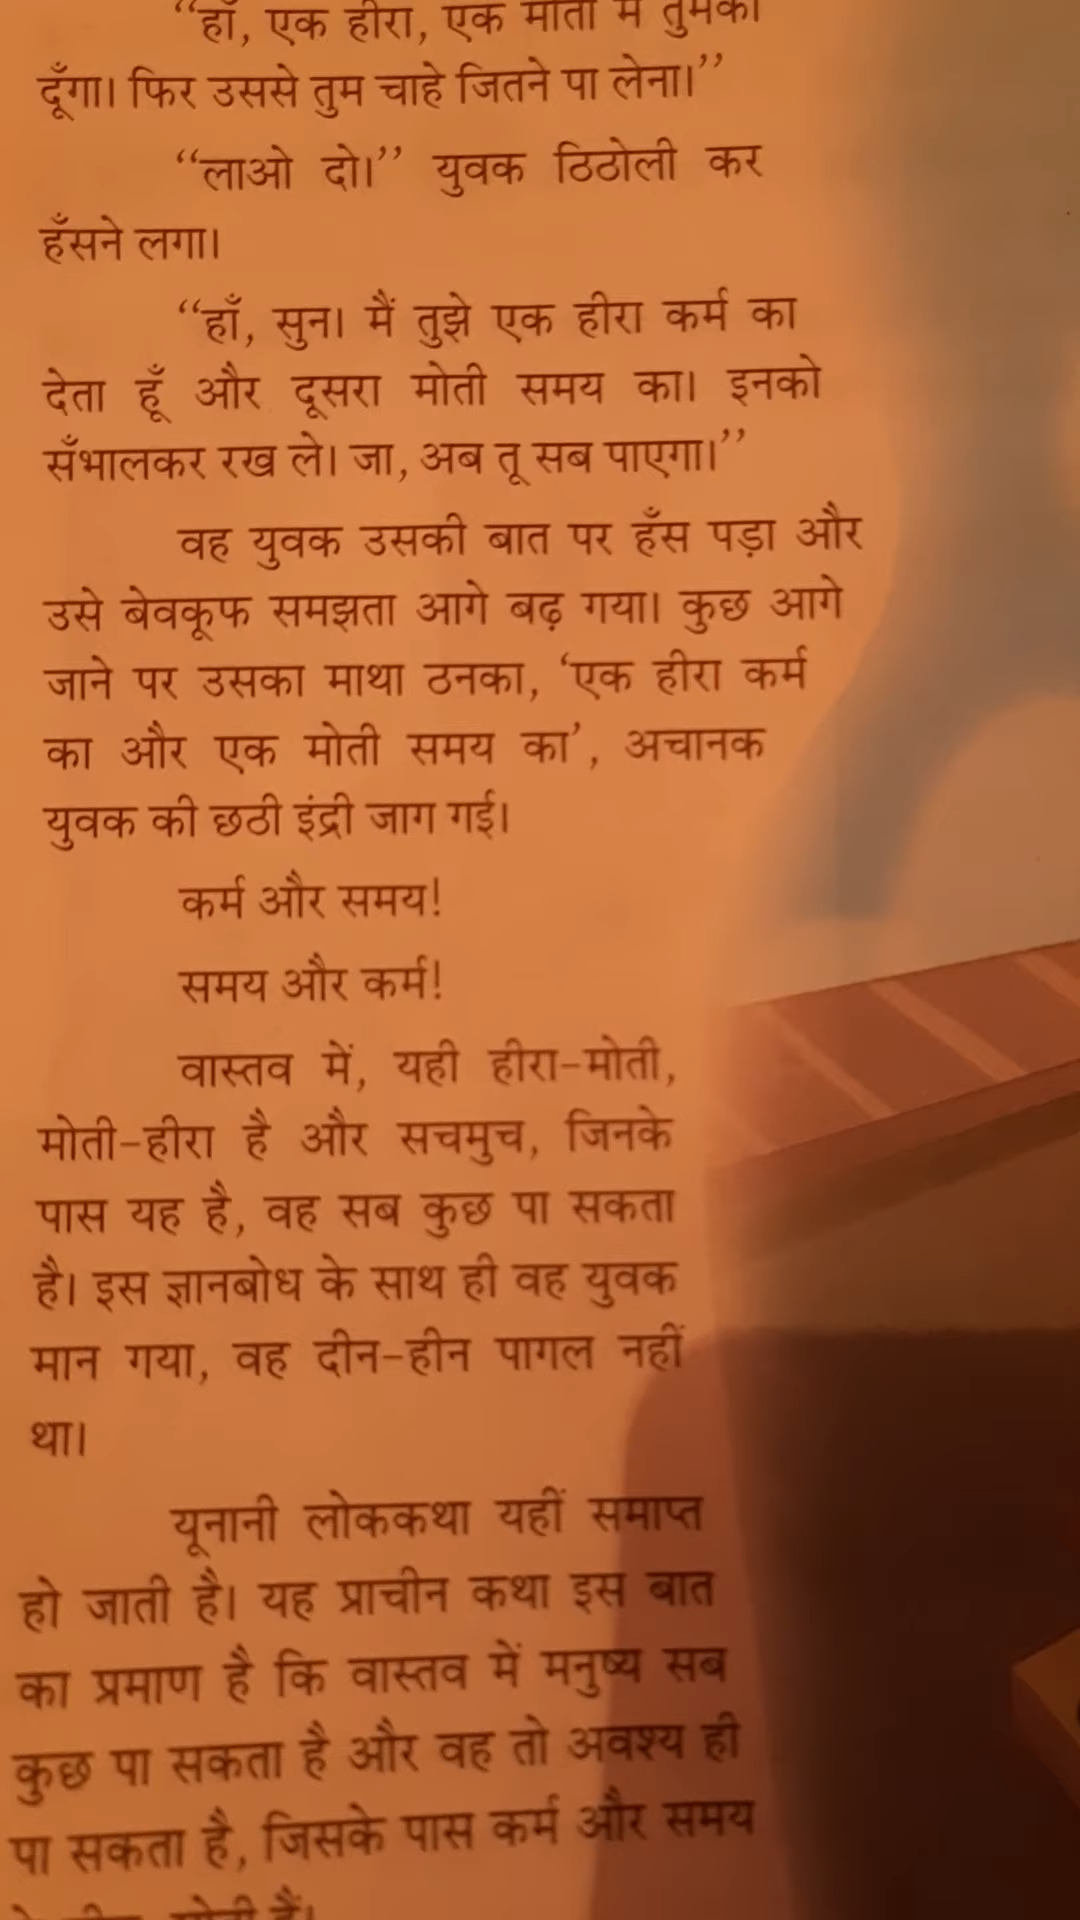 “हाँ, एक हीरा, एक मोती मैं तुमको
दूँगा। फिर उससे तुम चाहे जितने पा लेना।”
“लाओ दो।” युवक ठिठोली कर
हँसने लगा।
“हाँ, सुन। मैं तुझे एक हीरा कर्म का
देता हूँ और दूसरा मोती समय का। इनको
सँभालकर रख ले। जा, अब तू सब पाएगा।”
वह युवक उसकी बात पर हँस पड़ा और
उसे बेवकूफ समझता आगे बढ़ गया। कुछ आगे
जाने पर उसका माथा ठनका, ‘एक हीरा कर्म
का और एक मोती समय का’, अचानक
युवक की छठी इंद्री जाग गई।
कर्म और समय!
समय और कर्म!
वास्तव में, यही हीरा-मोती,
मोती-हीरा है और सचमुच, जिनके
पास यह है, वह सब कुछ पा सकता
है। इस ज्ञानबोध के साथ ही वह युवक
मान गया, वह दीन-हीन पागल नहीं
था।
यूनानी लोककथा यहीं समाप्त
हो जाती है। यह प्राचीन कथा इस बात
का प्रमाण है कि वास्तव में मनुष्य सब
कुछ पा सकता है और वह तो अवश्य ही
पा सकता है, जिसके पास कर्म और समय